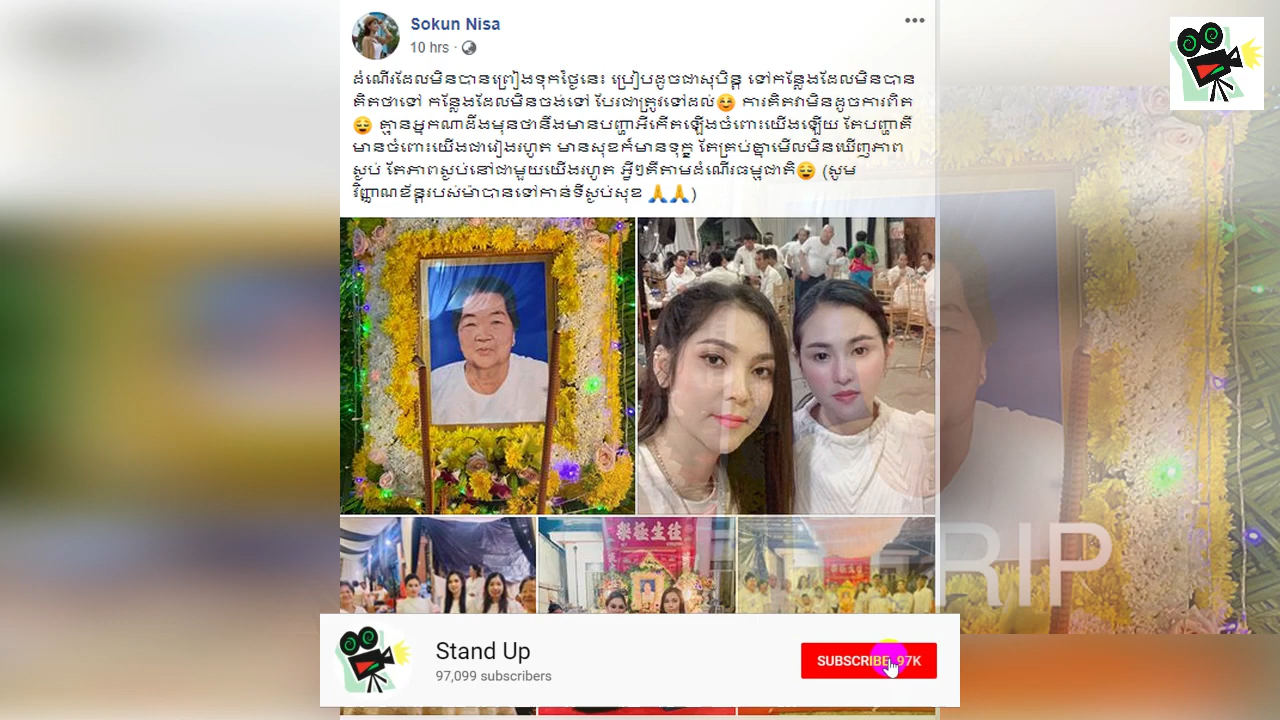 Sokun Nisa
10 hrs ·
ដំណើរដែលមិនបានព្រៀងទុកថ្ងៃនេះ ប្រៀបដូចជាសុបិន្ត ទៅកន្លែងដែលមិនបាន
គិតថាទៅ កន្លែងដែលមិនចង់ទៅ បែរជាត្រូវទៅដល់☺️ ការគិតវាមិនដូចការពិត
😌 គ្មានអ្នកណាដឹងមុនថានឹងមានបញ្ហាអីកើតឡើងចំពោះយើងឡើយ តែបញ្ហាគឺ
មានចំពោះយើងជារៀងរហូត មានសុខក៏មានទុក្ខ តែគ្រប់គ្នាមើលមិនឃើញភាព
ស្ងប់ តែភាពស្ងប់នៅជាមួយយើងរហូត អ្វីៗគឺតាមដំណើរធម្មជាតិ😌 (សូម
វិញ្ញាណខ័ន្តរបស់ម៉ាបានទៅកាន់ទីស្ងប់សុខ 🙏🙏)
樂極生往
RIP
Stand Up
97,099 subscribers
SUBSCRIBE 97K